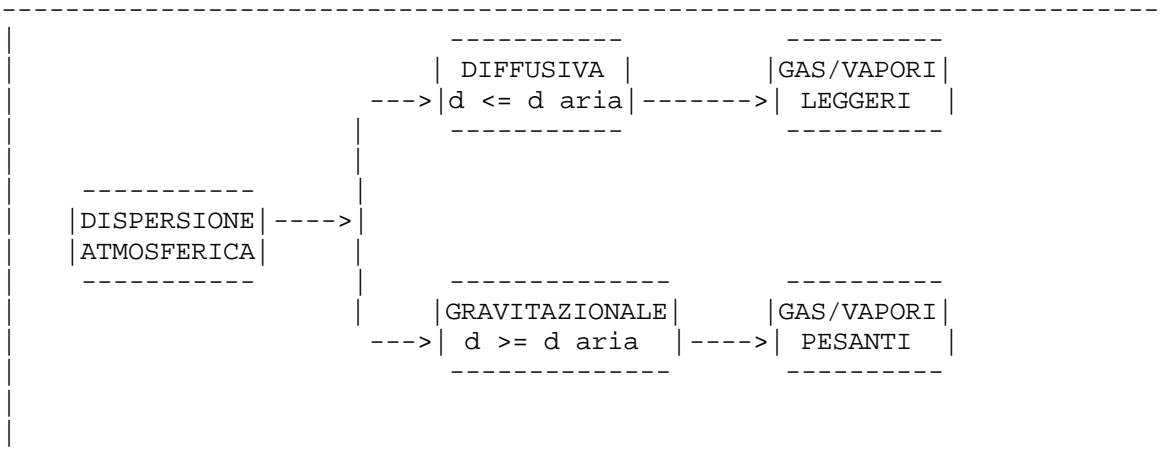 DIFFUSIVA GAS/VAPORI
d <= d aria LEGGERI
DISPERSIONE
ATMOSFERICA
GRAVITAZIONALE GAS/VAPORI
d >= d aria PESANTI